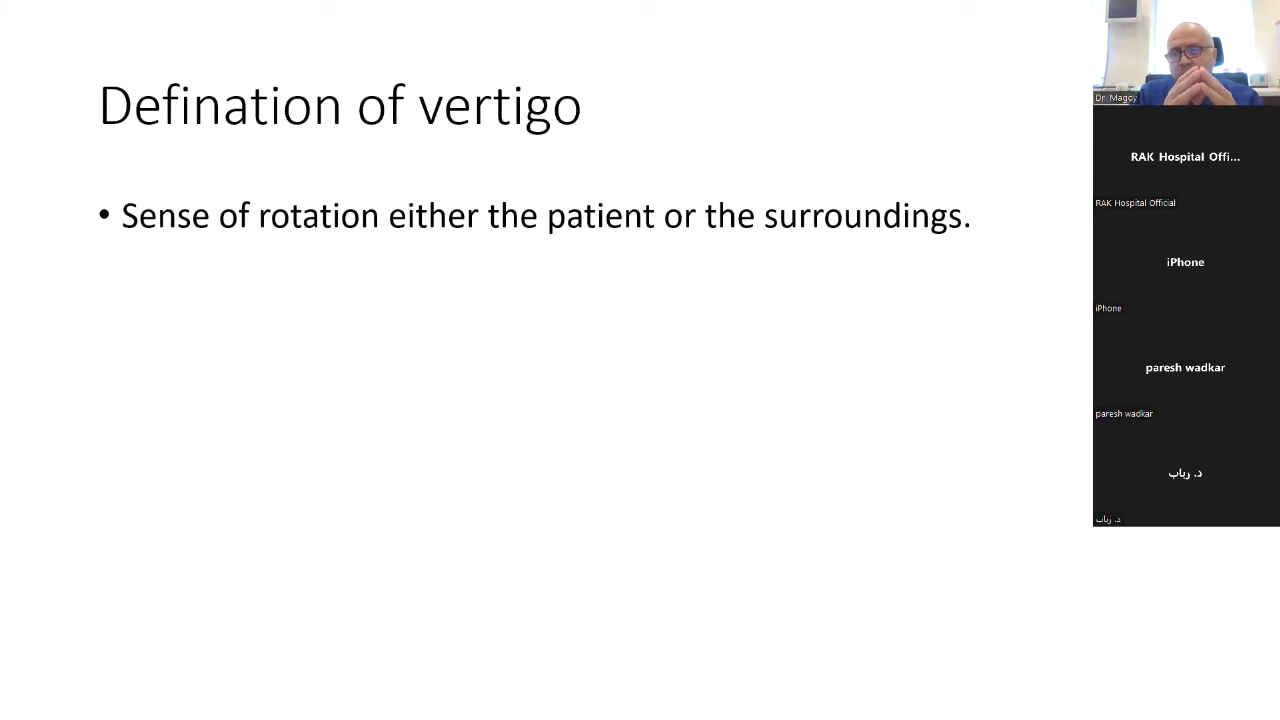 Defination of vertigo
• Sense of rotation either the patient or the surroundings.
Dr. Magdy
RAK Hospital Offi...
RAK Hospital Official
iPhone
iPhone
paresh wadkar
paresh wadkar
د. رباب
د. رباب